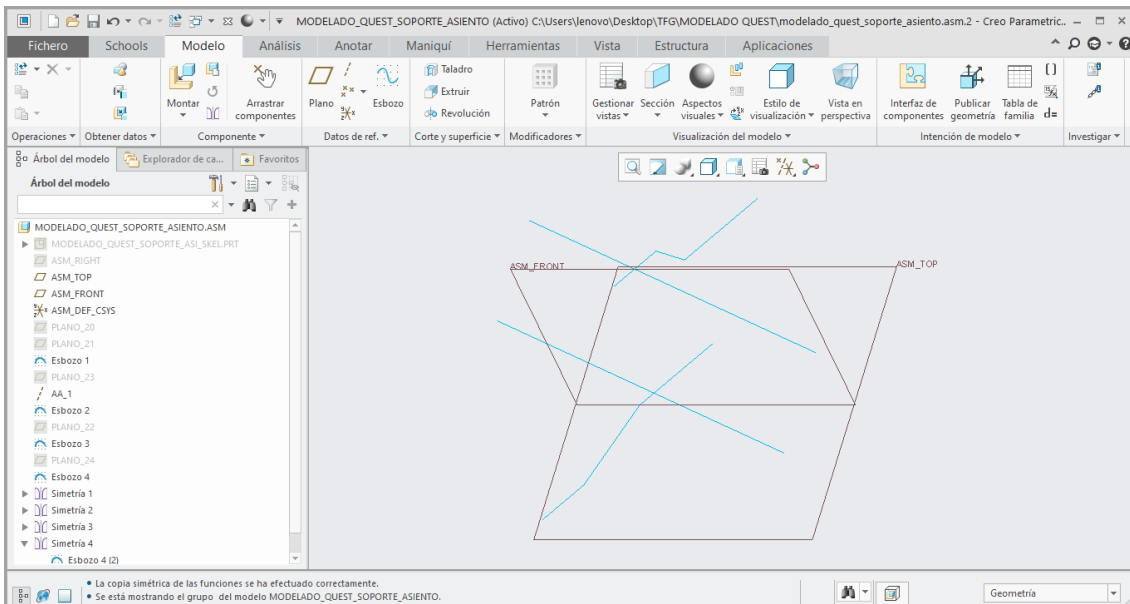 MODELADO_QUEST_SOPORTE_ASIENTO (Activo) C:\Users\lenovo\Desktop\TFG\MODELADO QUEST\modelado_quest_soporte_asiento.asm.2 - Creo Parametric..
Fichero Schools Modelo Análisis Anotar Maniquí Herramientas Vista Estructura Aplicaciones
Montar
Arrastrar componentes
Plano
Esbozo
Taladro
Extruir
Revolución
Patrón
Gestionar vistas
Sección
Aspectos visuales
Estilo de visualización
Vista en perspectiva
Interfaz de componentes
Publicar geometría
Tabla de familia
d=
Operaciones Obtener datos Componente Datos de ref. Corte y superficie Modificadores Visualización del modelo Intención de modelo Investigar
Árbol del modelo Explorador de ca... Favoritos
Árbol del modelo
MODELADO_QUEST_SOPORTE_ASIENTO.ASM
MODELADO_QUEST_SOPORTE_ASI_SKEL.PRT
ASM_RIGHT
ASM_TOP
ASM_FRONT
ASM_DEF_CSYS
PLANO_20
PLANO_21
Esbozo 1
PLANO_23
AA_1
Esbozo 2
PLANO_22
Esbozo 3
PLANO_24
Esbozo 4
Simetría 1
Simetría 2
Simetría 3
Simetría 4
Esbozo 4 (2)
ASM_FRONT
ASM_TOP
• La copia simétrica de las funciones se ha efectuado correctamente.
• Se está mostrando el grupo del modelo MODELADO_QUEST_SOPORTE_ASIENTO.
Geometría